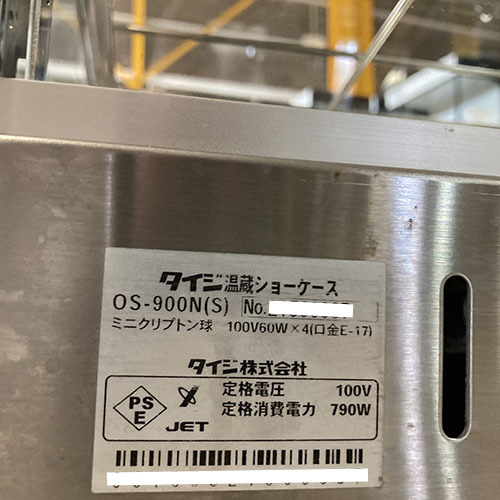 タイジ温蔵ショーケース
OS-900N(S) No.
ミニクリプトン球 100V60W×4(口金E-17)
タイジ株式会社
PS
E
JET
定格電圧 100V
定格消費電力 790W